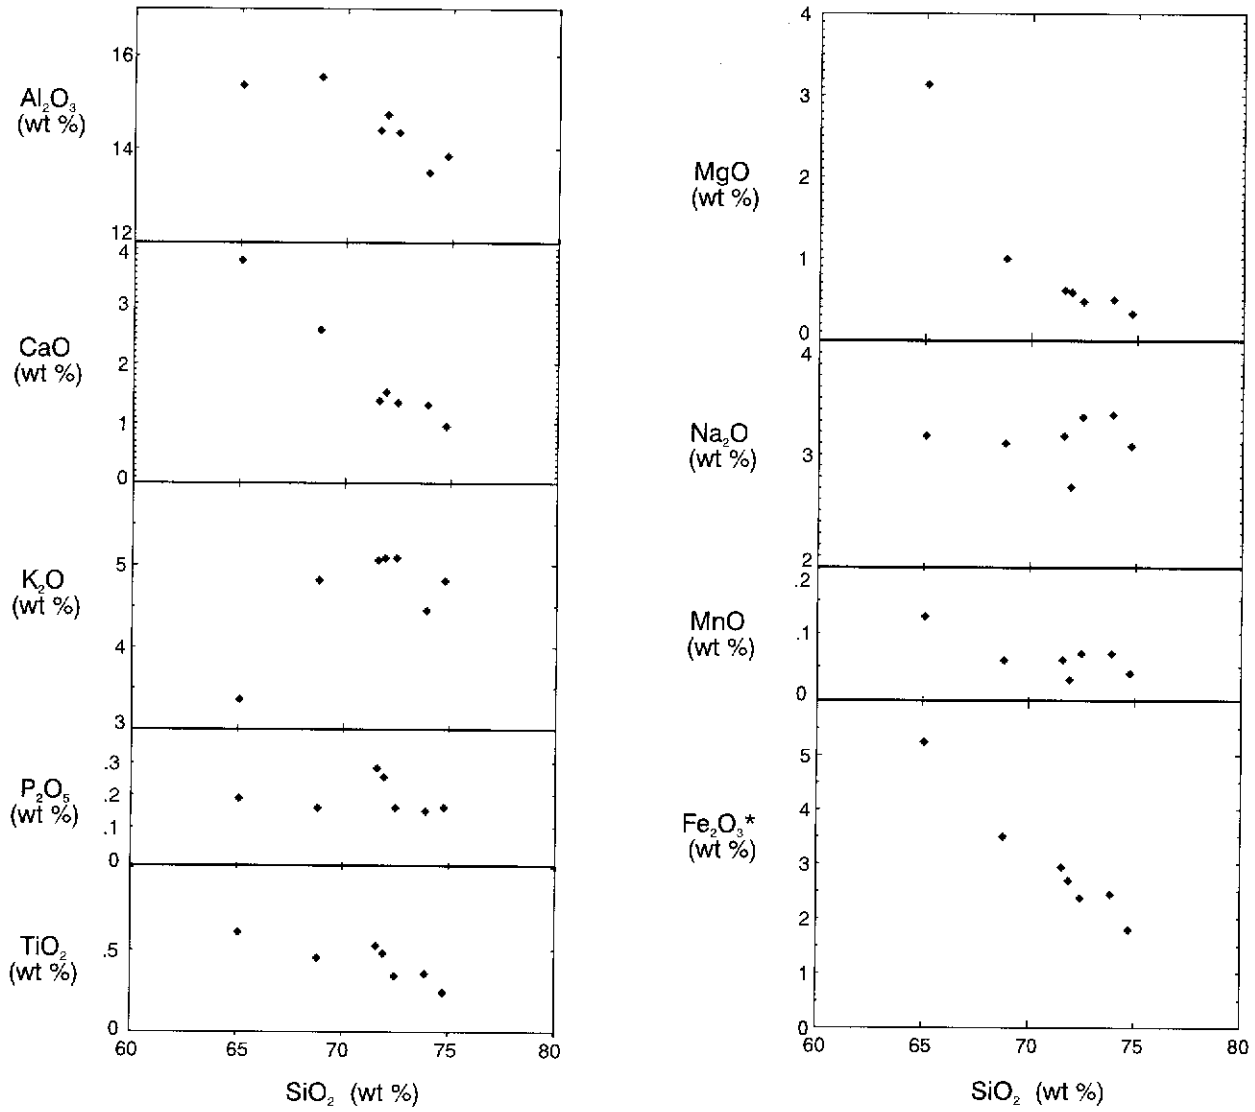 Al₂O₃
(wt %)
16
14
12
CaO
(wt %)
4
3
2
1
0
K₂O
(wt %)
5
4
3
P₂O₅
(wt %)
.3
.2
.1
0
TiO₂
(wt %)
.5
0
60 65 70 75 80
SiO₂ (wt %)
MgO
(wt %)
4
3
2
1
0
Na₂O
(wt %)
4
3
2
MnO
(wt %)
.2
.1
0
Fe₂O₃*
(wt %)
5
4
3
2
1
0
60 65 70 75 80
SiO₂ (wt %)